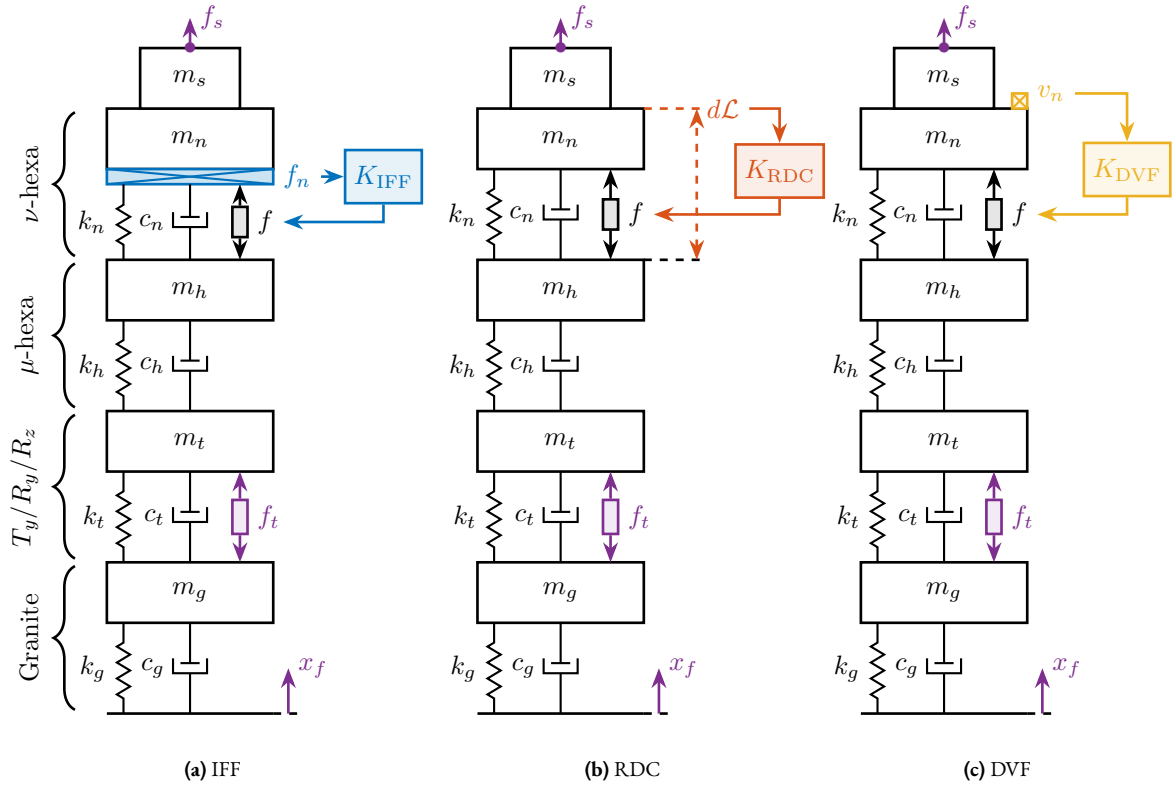 f_s f_s f_s
m_s m_s m_s
ν-hexa m_n m_n dℒ m_n v_n
f_n K_IFF K_RDC K_DVF
k_n c_n f k_n c_n f k_n c_n f
μ-hexa m_h m_h m_h
k_h c_h k_h c_h k_h c_h
T_y/R_y/R_z m_t m_t m_t
k_t c_t f_t k_t c_t f_t k_t c_t f_t
Granite m_g m_g m_g
k_g c_g x_f k_g c_g x_f k_g c_g x_f
(a) IFF (b) RDC (c) DVF